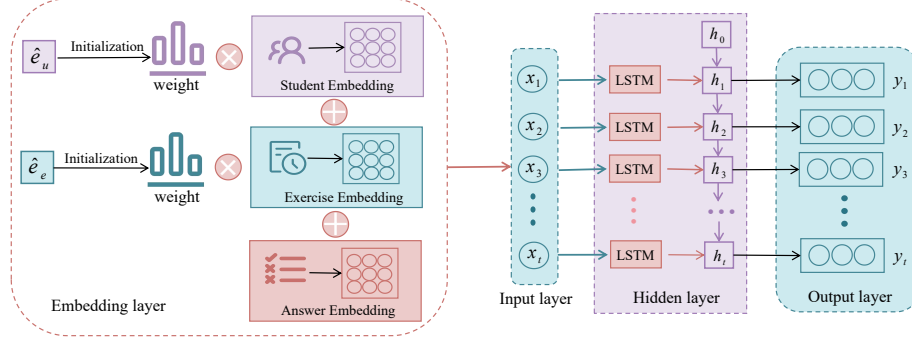 ê_u
Initialization
weight
Student Embedding
ê_e
Initialization
weight
Exercise Embedding
Answer Embedding
Embedding layer
x_1
x_2
x_3
x_t
Input layer
LSTM
LSTM
LSTM
LSTM
h_0
h_1
h_2
h_3
h_t
Hidden layer
y_1
y_2
y_3
y_t
Output layer